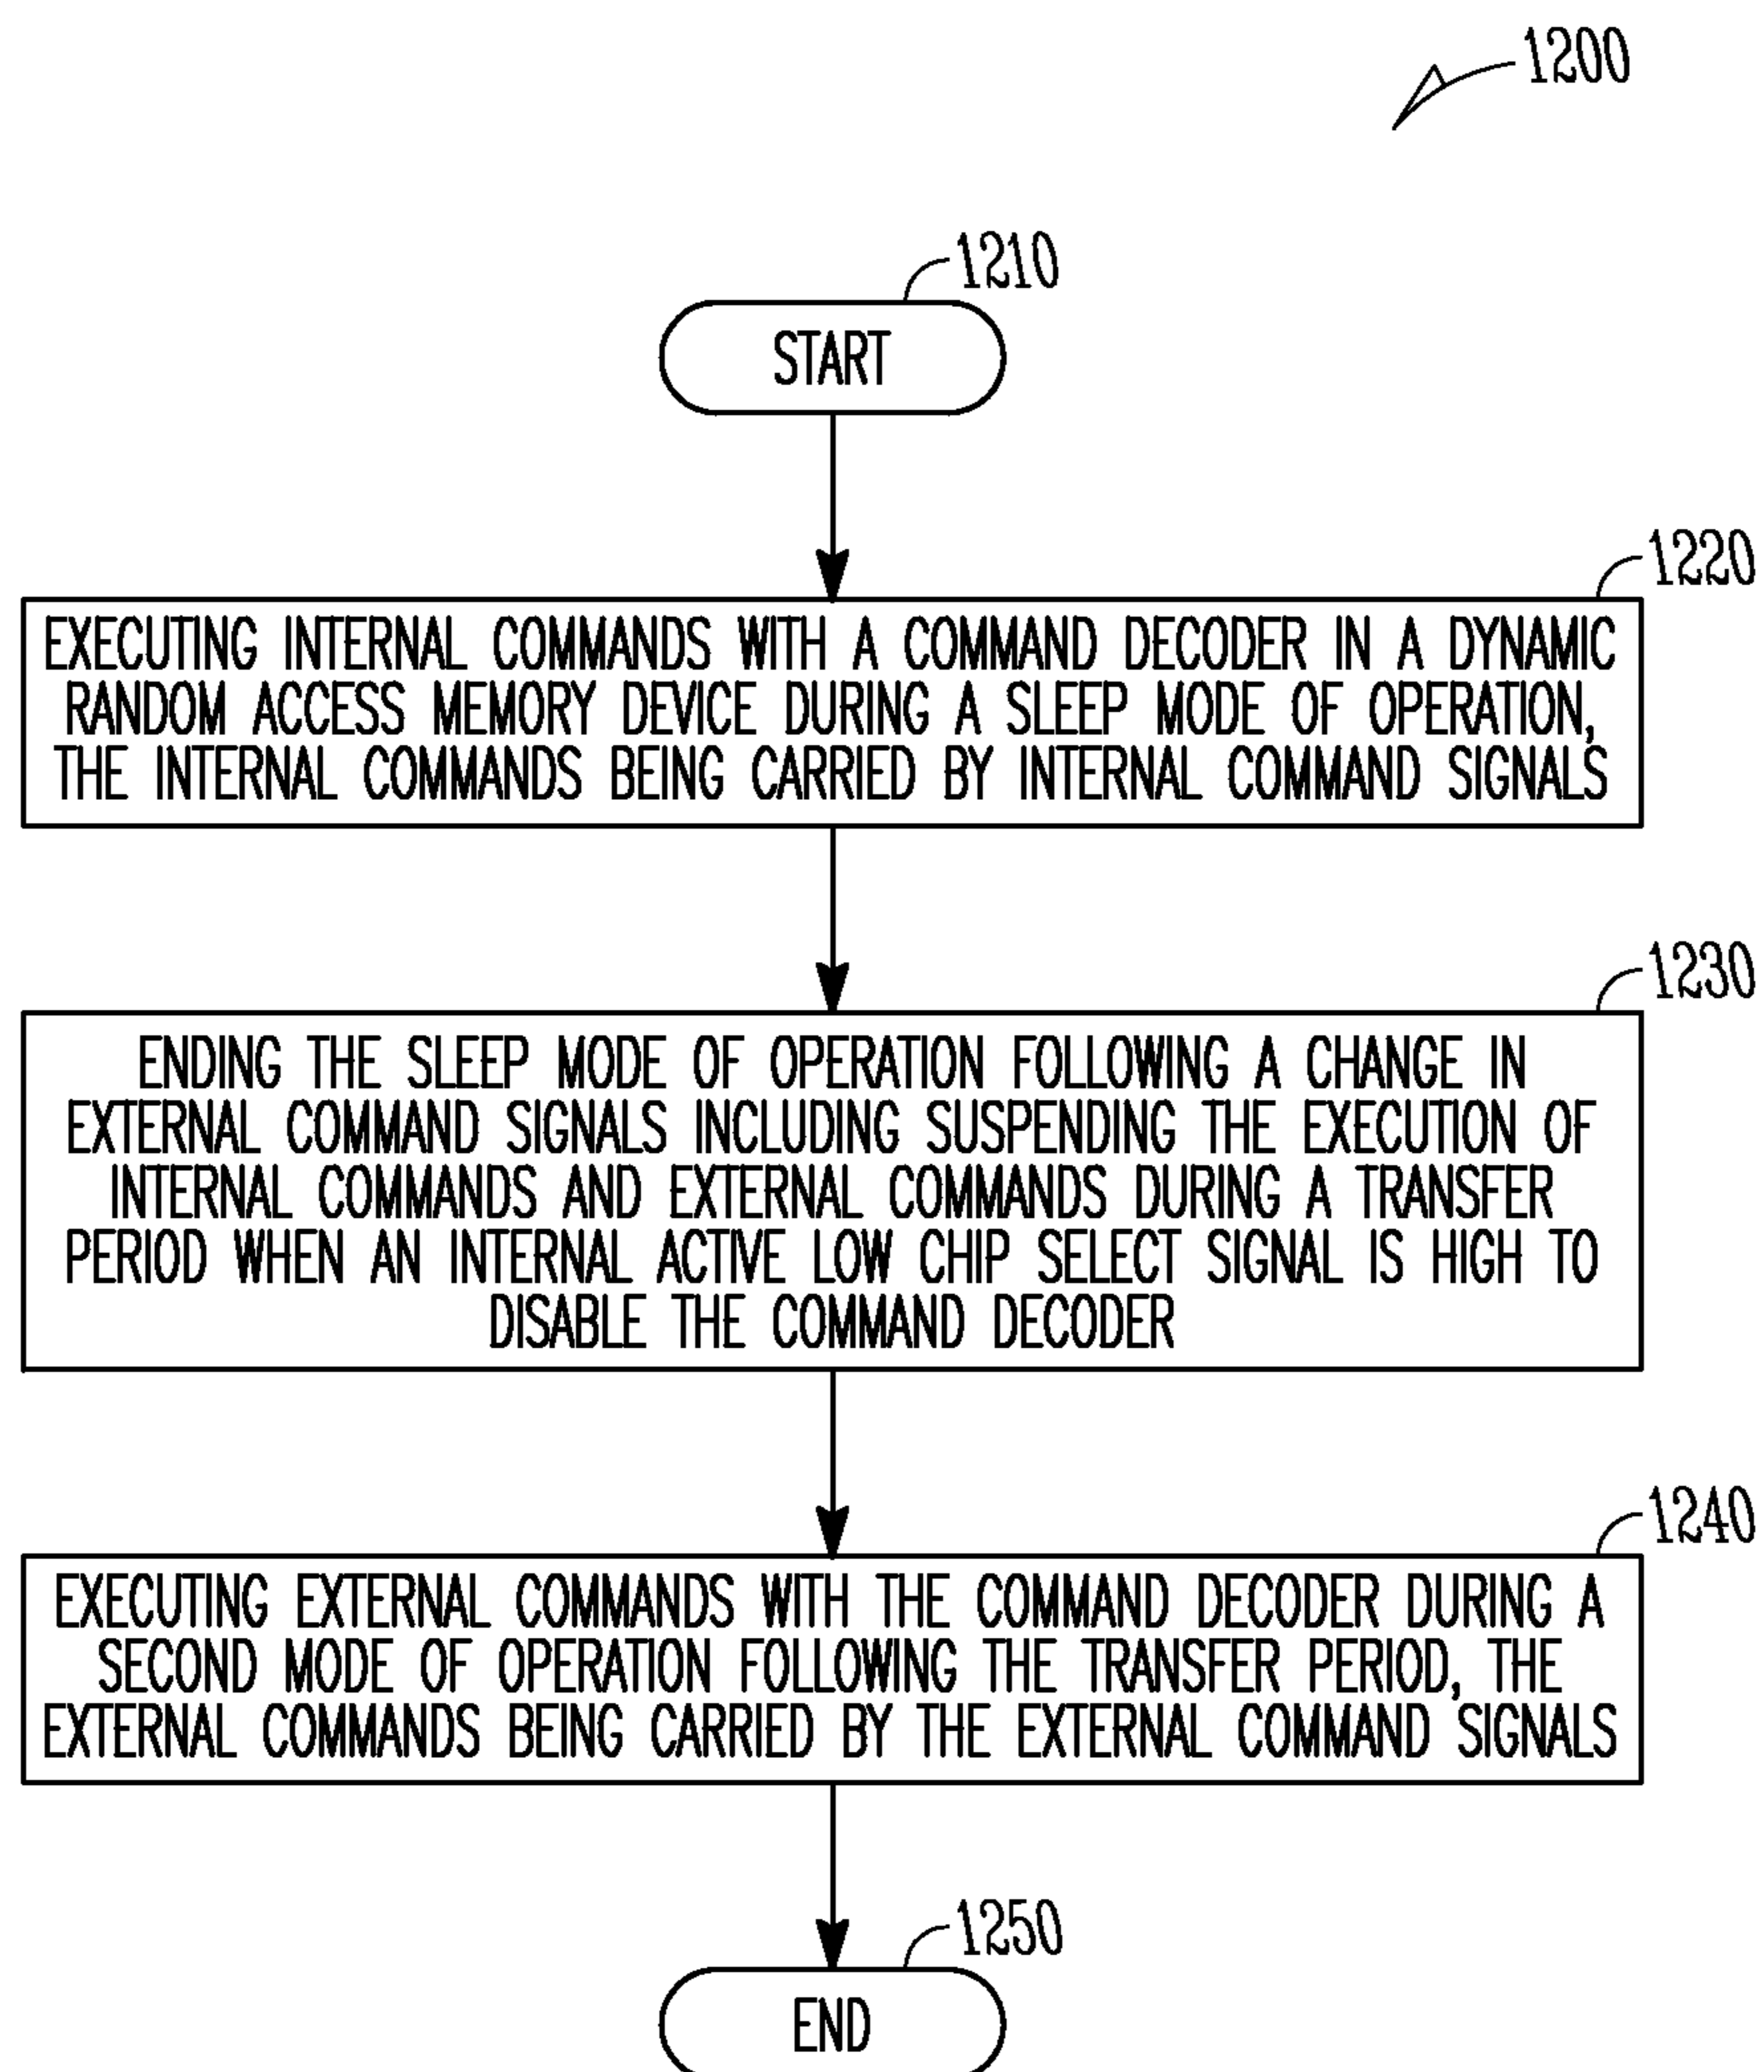 1200
1210
START
1220
EXECUTING INTERNAL COMMANDS WITH A COMMAND DECODER IN A DYNAMIC
RANDOM ACCESS MEMORY DEVICE DURING A SLEEP MODE OF OPERATION,
THE INTERNAL COMMANDS BEING CARRIED BY INTERNAL COMMAND SIGNALS
1230
ENDING THE SLEEP MODE OF OPERATION FOLLOWING A CHANGE IN
EXTERNAL COMMAND SIGNALS INCLUDING SUSPENDING THE EXECUTION OF
INTERNAL COMMANDS AND EXTERNAL COMMANDS DURING A TRANSFER
PERIOD WHEN AN INTERNAL ACTIVE LOW CHIP SELECT SIGNAL IS HIGH TO
DISABLE THE COMMAND DECODER
1240
EXECUTING EXTERNAL COMMANDS WITH THE COMMAND DECODER DURING A
SECOND MODE OF OPERATION FOLLOWING THE TRANSFER PERIOD, THE
EXTERNAL COMMANDS BEING CARRIED BY THE EXTERNAL COMMAND SIGNALS
1250
END